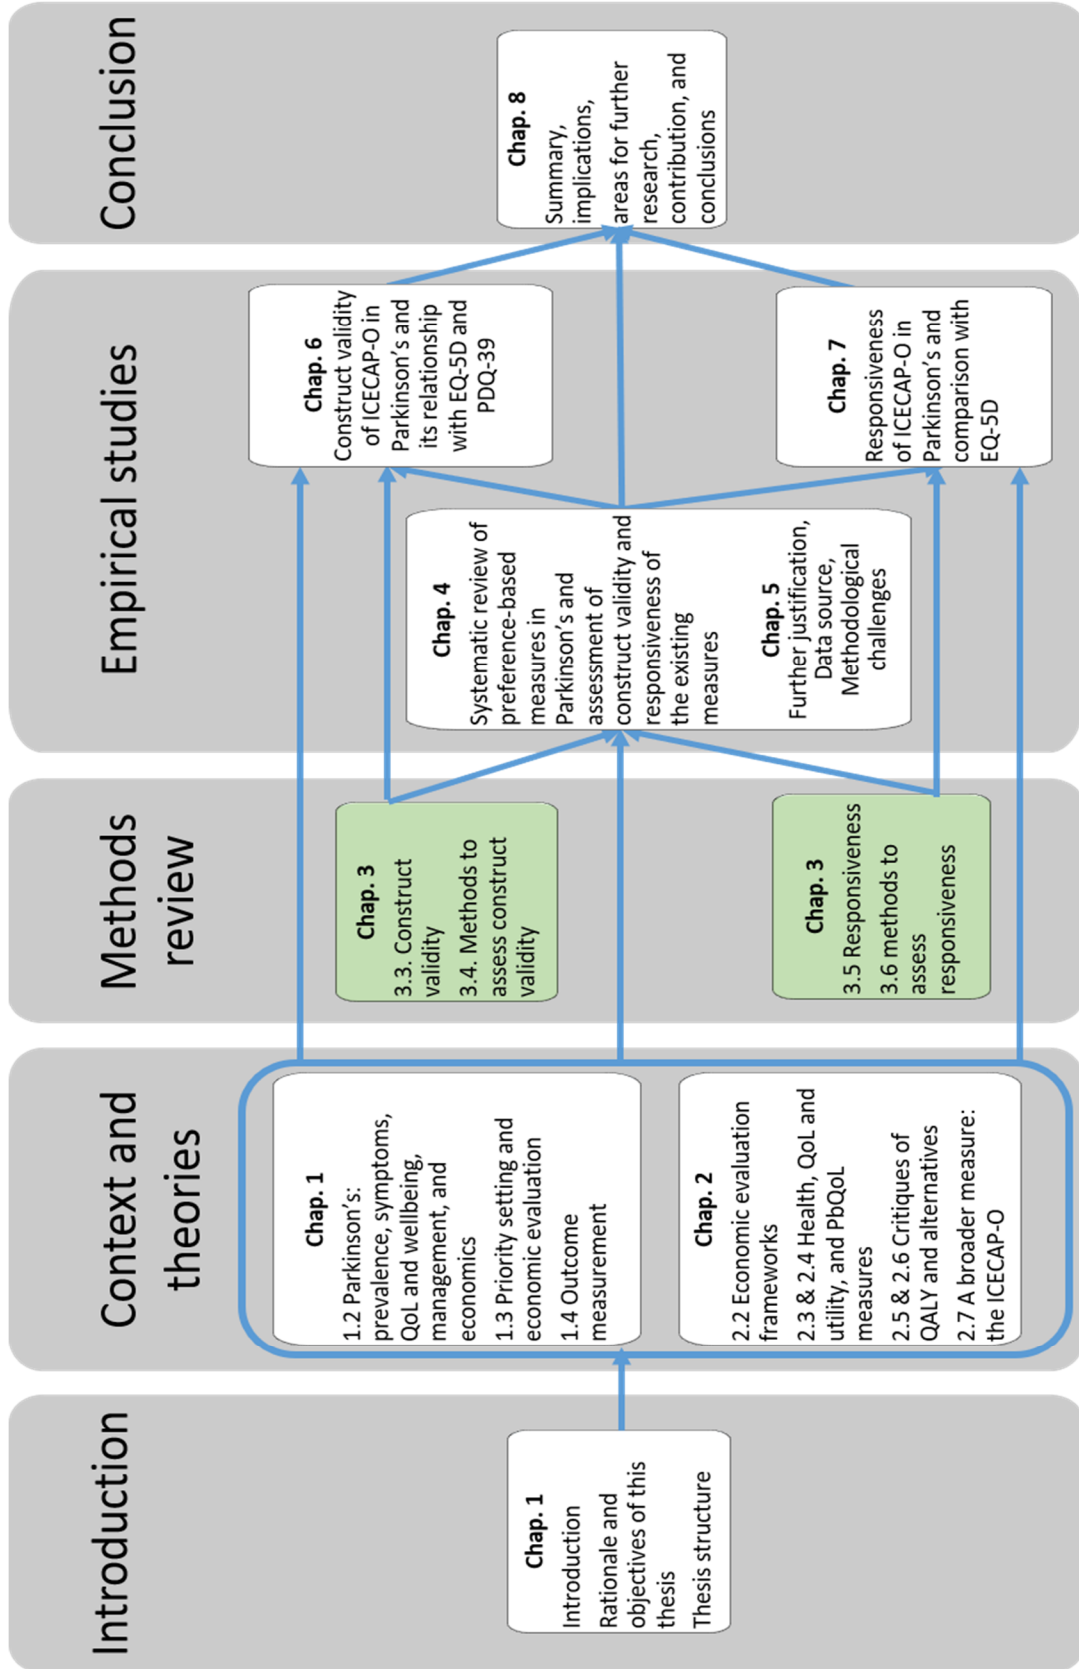 Introduction
Chap. 1
Introduction
Rationale and
objectives of this
thesis
Thesis structure
Context and
theories
Chap. 1
1.2 Parkinson’s:
prevalence, symptoms,
QoL and wellbeing,
management, and
economics
1.3 Priority setting and
economic evaluation
1.4 Outcome
measurement
Chap. 2
2.2 Economic evaluation
frameworks
2.3 & 2.4 Health, QoL and
utility, and PbQoL
measures
2.5 & 2.6 Critiques of
QALY and alternatives
2.7 A broader measure:
the ICECAP-O
Methods
review
Chap. 3
3.3. Construct
validity
3.4. Methods to
assess construct
validity
Chap. 3
3.5 Responsiveness
3.6 methods to
assess
responsiveness
Empirical studies
Chap. 4
Systematic review of
preference-based
measures in
Parkinson’s and
assessment of
construct validity and
responsiveness of
the existing
measures
Chap. 5
Further justification,
Data source,
Methodological
challenges
Chap. 6
Construct validity
of ICECAP-O in
Parkinson’s and
its relationship
with EQ-5D and
PDQ-39
Chap. 7
Responsiveness
of ICECAP-O in
Parkinson’s and
comparison with
EQ-5D
Conclusion
Chap. 8
Summary,
implications,
areas for further
research,
contribution, and
conclusions